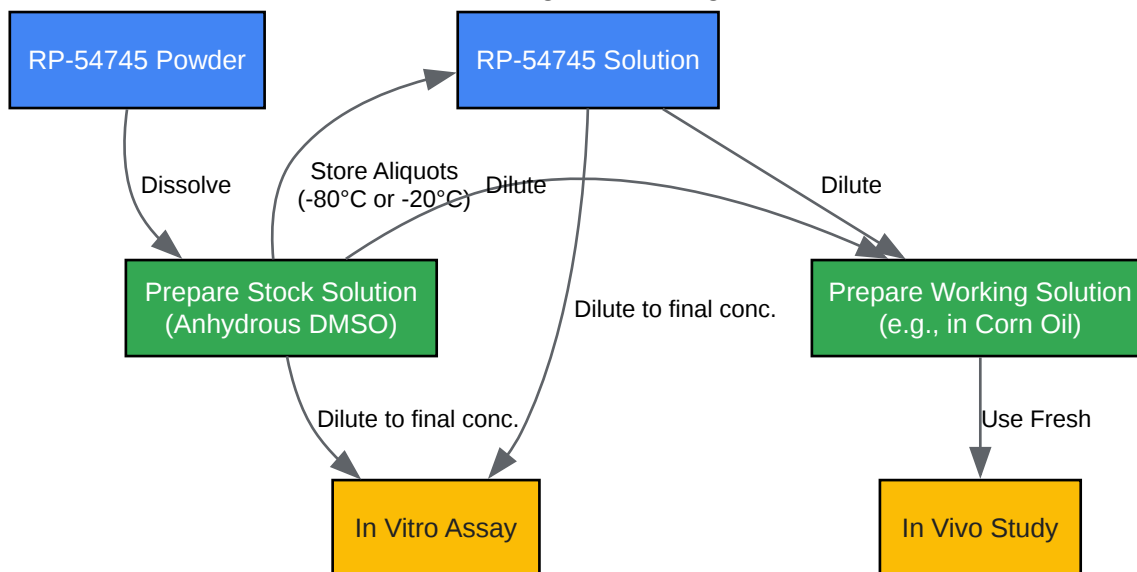 RP-54745 Powder
RP-54745 Solution
Dissolve
Store Aliquots
(-80°C or -20°C)
Dilute
Dilute
Prepare Stock Solution
(Anhydrous DMSO)
Dilute to final conc.
Prepare Working Solution
(e.g., in Corn Oil)
Dilute to final conc.
Use Fresh
In Vitro Assay
In Vivo Study